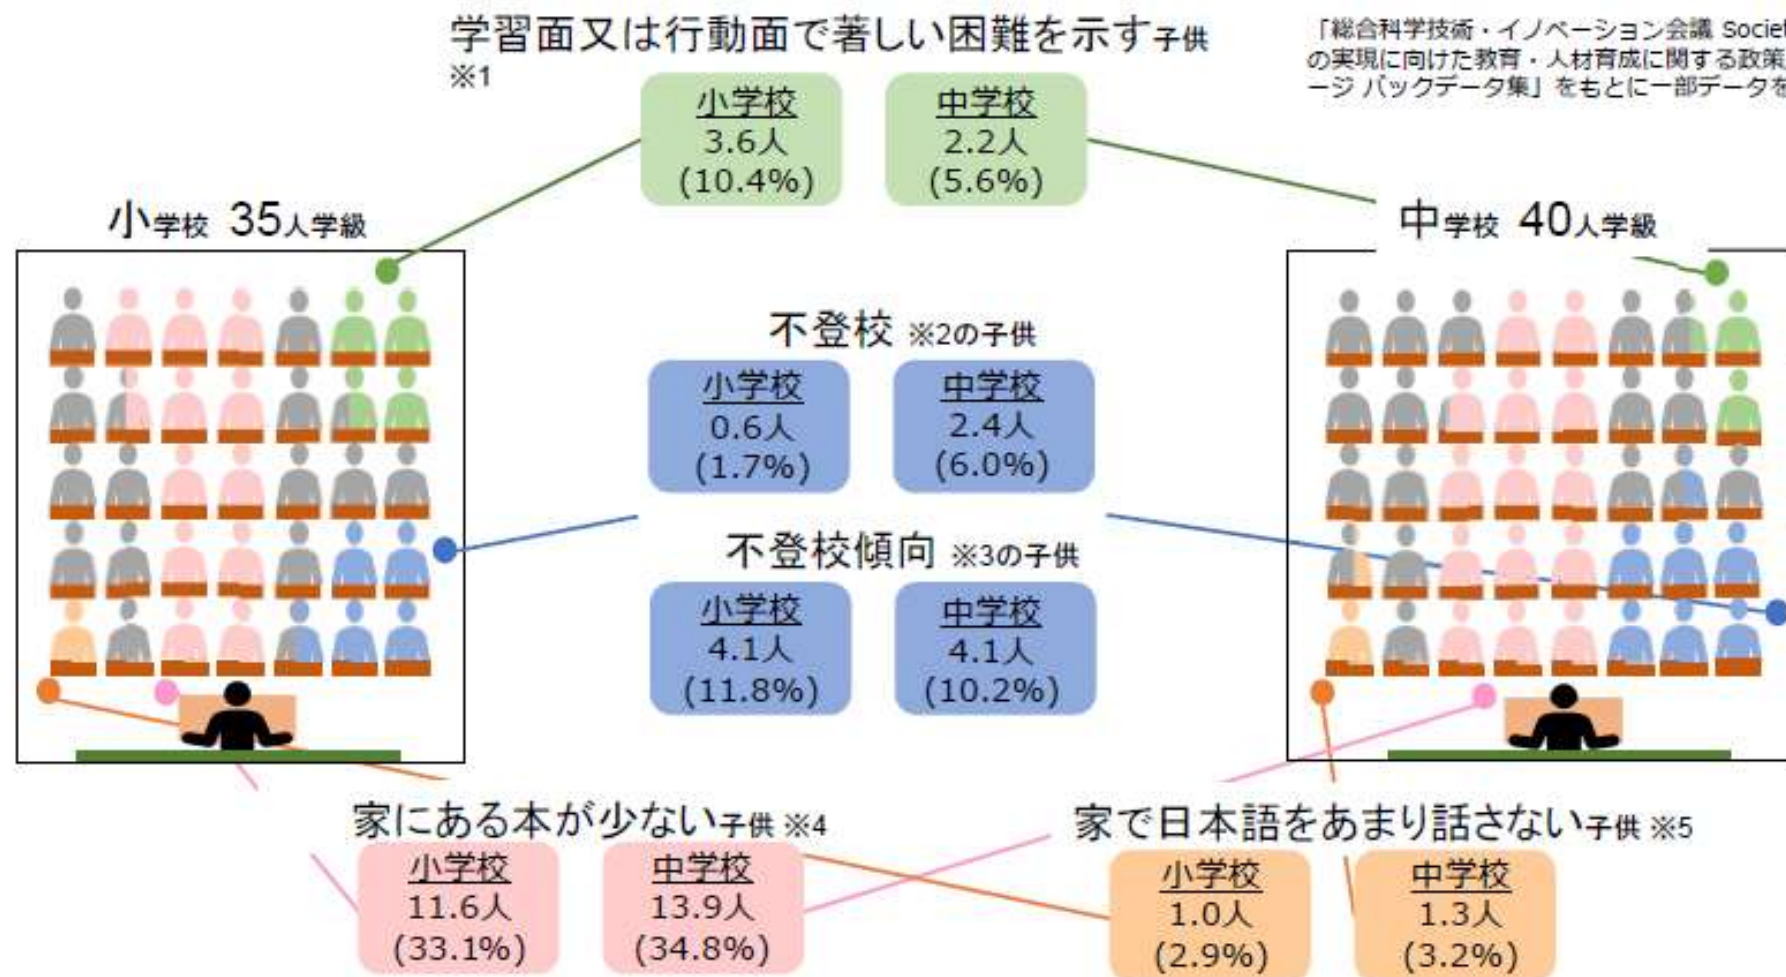 学習面又は行動面で著しい困難を示す子供
※1
「総合科学技術・イノベーション会議 Societ
の実現に向けた教育・人材育成に関する政策
ージ バックデータ集」をもとに一部データを
小学校
3.6人
(10.4%)
中学校
2.2人
(5.6%)
小学校 35人学級
中学校 40人学級
不登校 ※2の子供
小学校
0.6人
(1.7%)
中学校
2.4人
(6.0%)
不登校傾向 ※3の子供
小学校
4.1人
(11.8%)
中学校
4.1人
(10.2%)
家にある本が少ない子供 ※4
小学校
11.6人
(33.1%)
中学校
13.9人
(34.8%)
家で日本語をあまり話さない子供 ※5
小学校
1.0人
(2.9%)
中学校
1.3人
(3.2%)